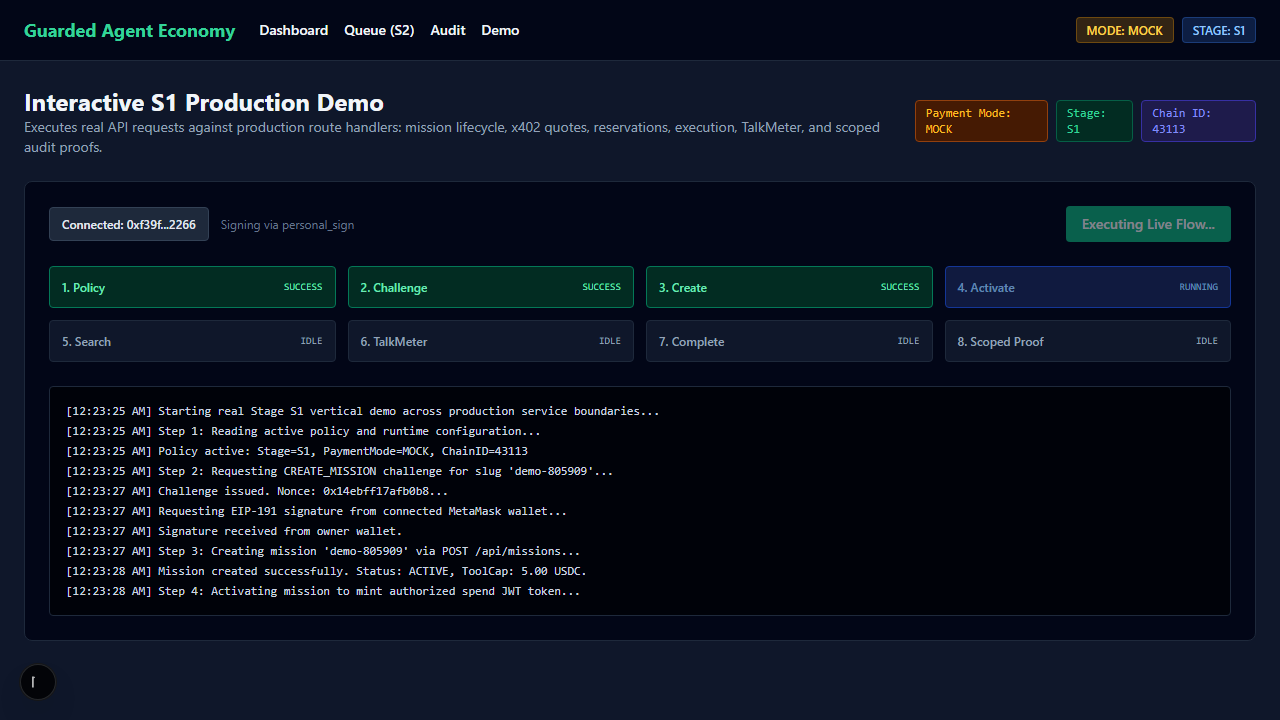 Guarded Agent Economy Dashboard Queue (S2) Audit Demo MODE: MOCK STAGE: S1
Interactive S1 Production Demo
Executes real API requests against production route handlers: mission lifecycle, x402 quotes, reservations, execution, TalkMeter, and scoped
audit proofs.
Payment Mode:
MOCK
Stage:
S1
Chain ID:
43113
Connected: 0xf39f...2266 Signing via personal_sign Executing Live Flow...
1. Policy SUCCESS 2. Challenge SUCCESS 3. Create SUCCESS 4. Activate RUNNING
5. Search IDLE 6. TalkMeter IDLE 7. Complete IDLE 8. Scoped Proof IDLE
[12:23:25 AM] Starting real Stage S1 vertical demo across production service boundaries...
[12:23:25 AM] Step 1: Reading active policy and runtime configuration...
[12:23:25 AM] Policy active: Stage=S1, PaymentMode=MOCK, ChainID=43113
[12:23:25 AM] Step 2: Requesting CREATE_MISSION challenge for slug 'demo-805909'...
[12:23:27 AM] Challenge issued. Nonce: 0x14ebff17afb0b8...
[12:23:27 AM] Requesting EIP-191 signature from connected MetaMask wallet...
[12:23:27 AM] Signature received from owner wallet.
[12:23:27 AM] Step 3: Creating mission 'demo-805909' via POST /api/missions...
[12:23:28 AM] Mission created successfully. Status: ACTIVE, ToolCap: 5.00 USDC.
[12:23:28 AM] Step 4: Activating mission to mint authorized spend JWT token...